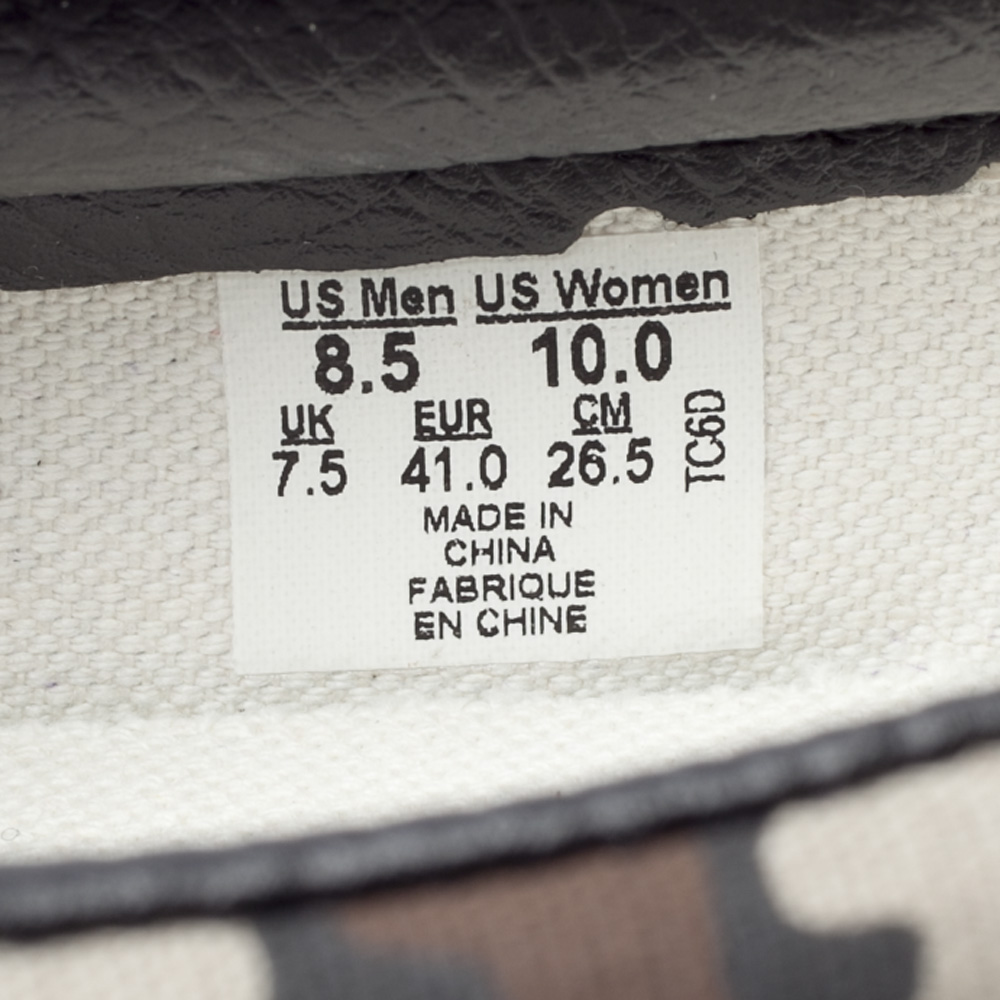 US Men US Women
8.5 10.0
UK EUR CM
7.5 41.0 26.5
TC6D
MADE IN
CHINA
FABRIQUE
EN CHINE